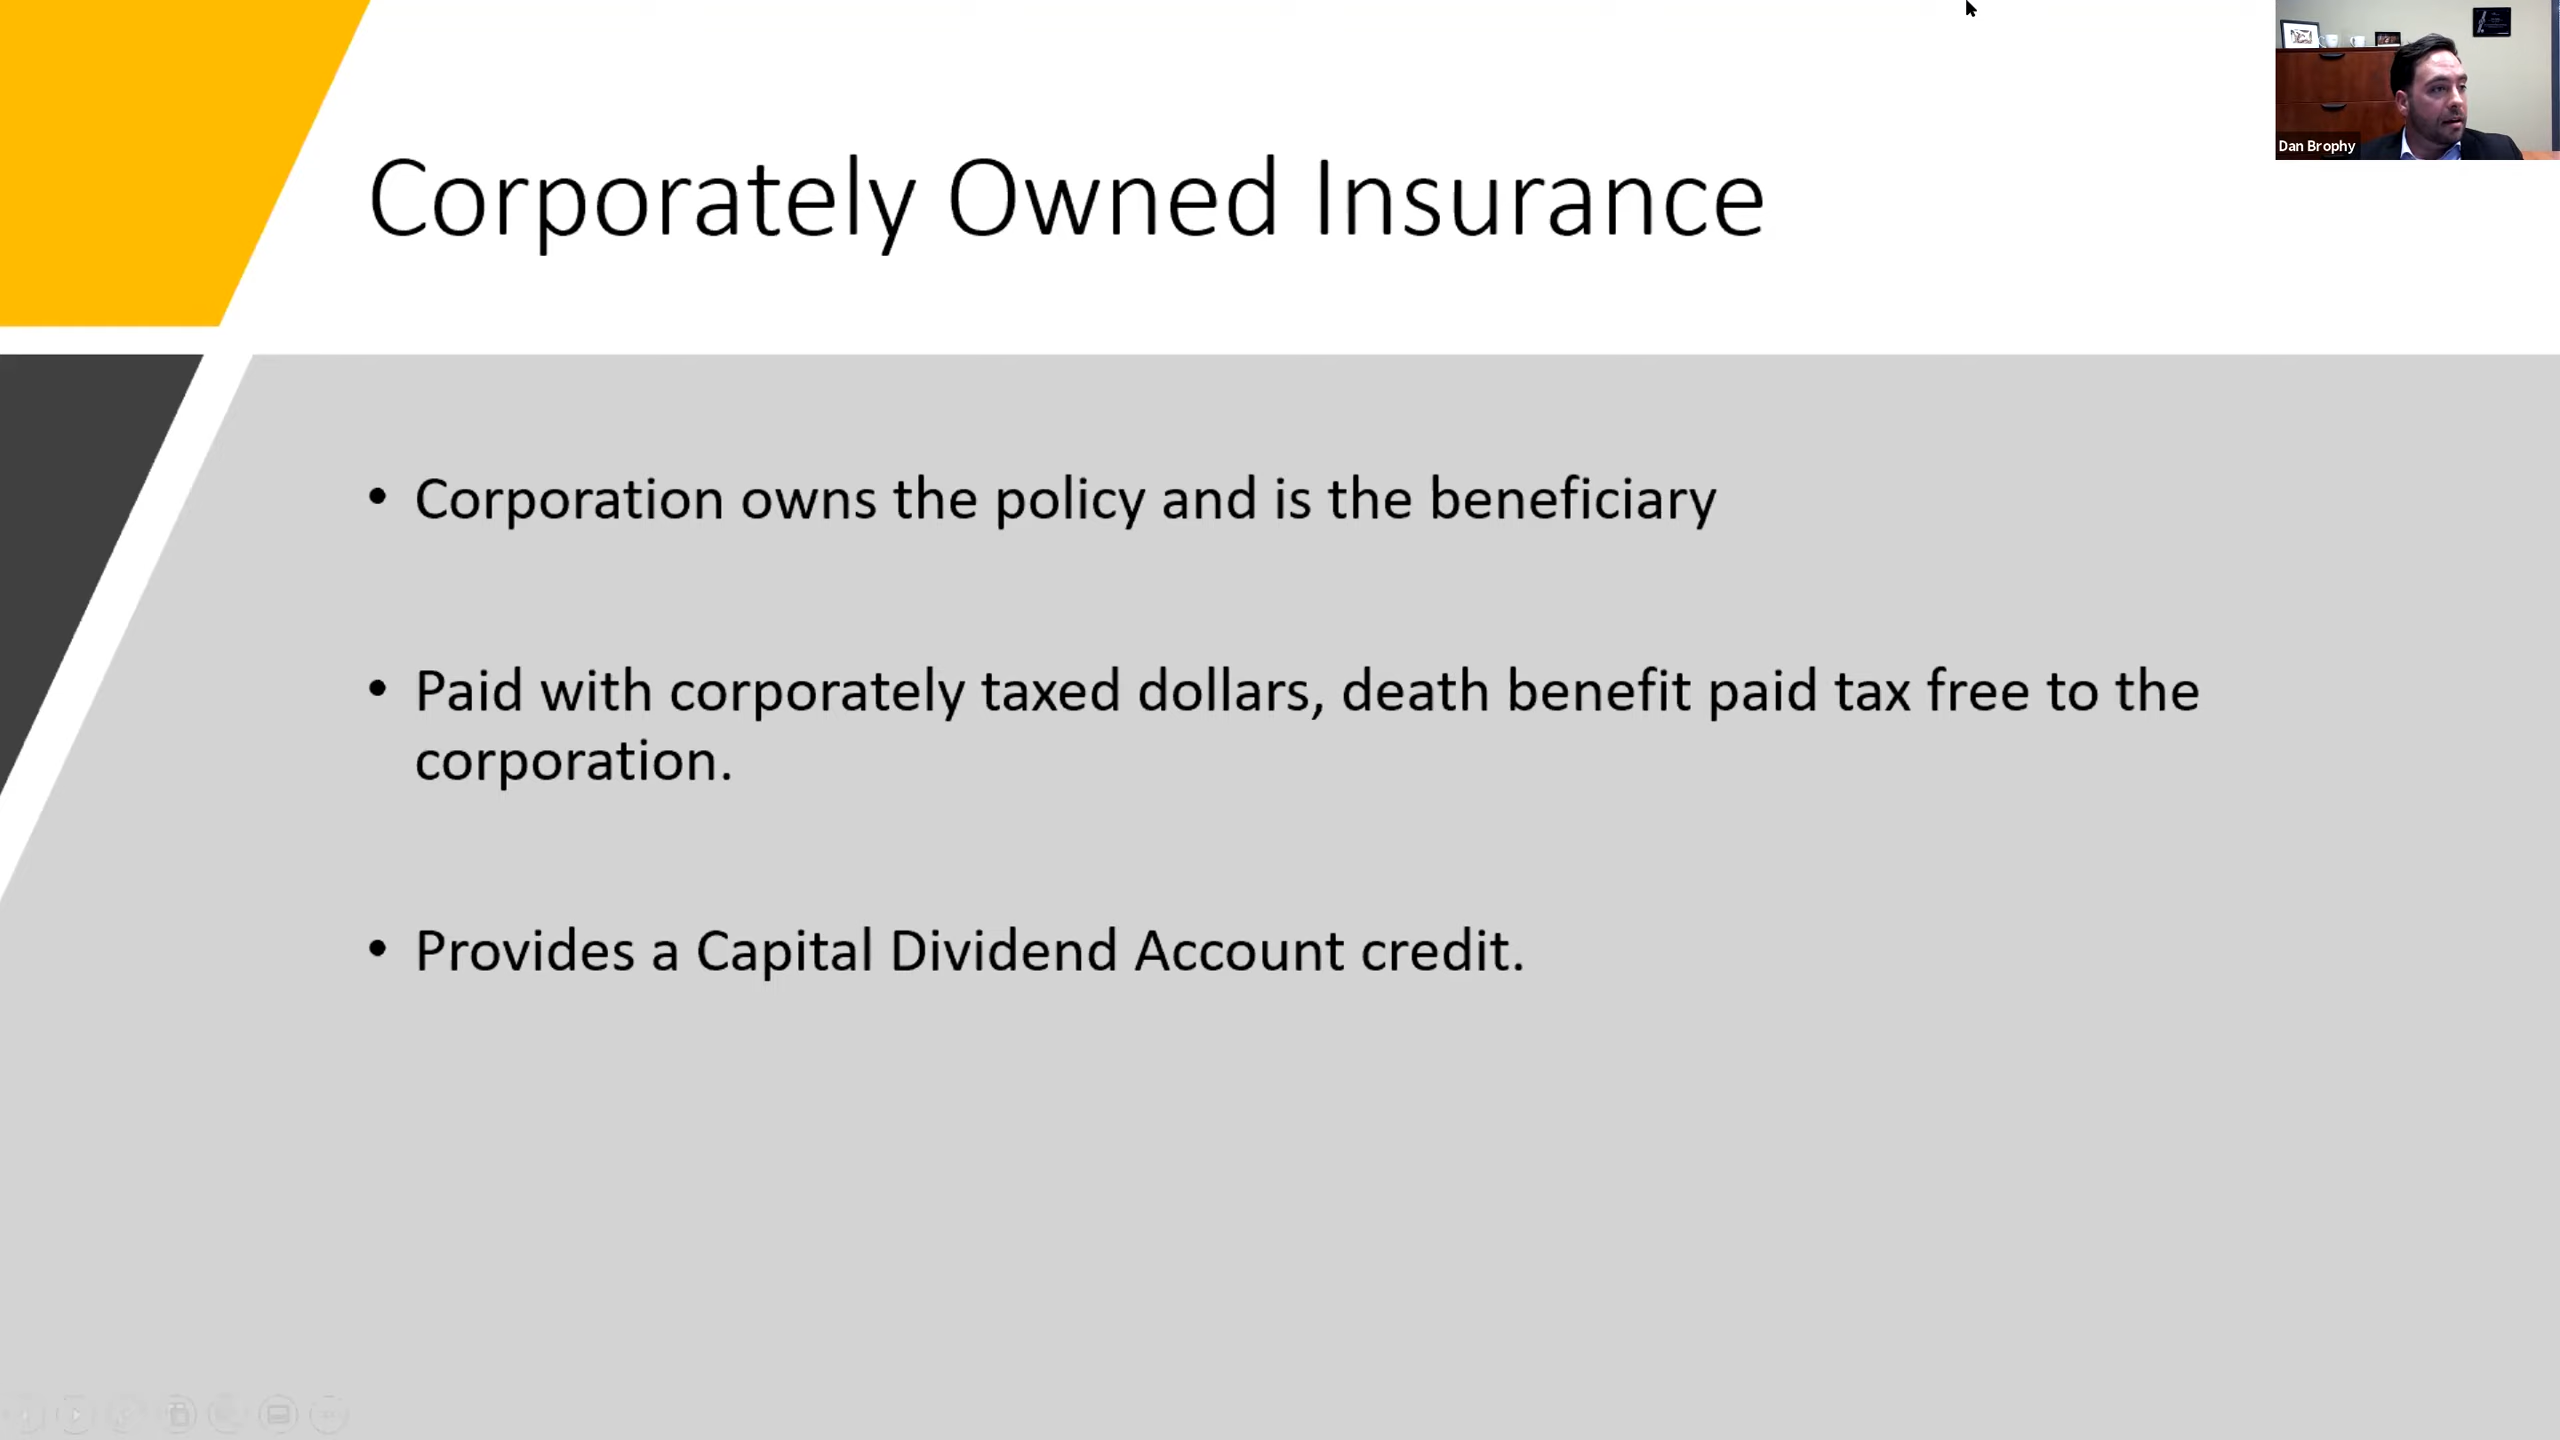 Dan Brophy
Corporately Owned Insurance
• Corporation owns the policy and is the beneficiary
• Paid with corporately taxed dollars, death benefit paid tax free to the
corporation.
• Provides a Capital Dividend Account credit.